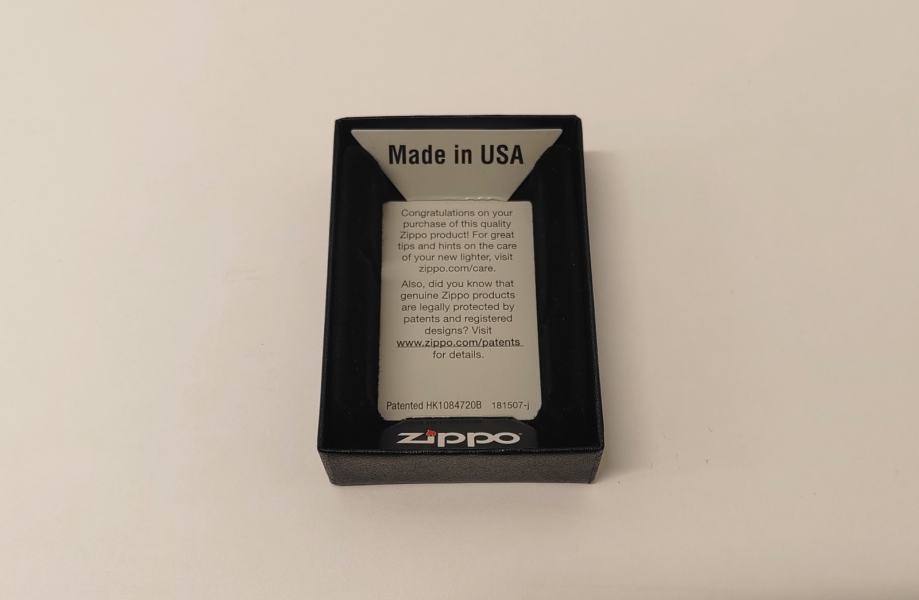 Made in USA
Congratulations on your
purchase of this quality
Zippo product! For great
tips and hints on the care
of your new lighter, visit
zippo.com/care.
Also, did you know that
genuine Zippo products
are legally protected by
patents and registered
designs? Visit
www.zippo.com/patents
for details.
Patented HK1084720B 181507-j
zippo